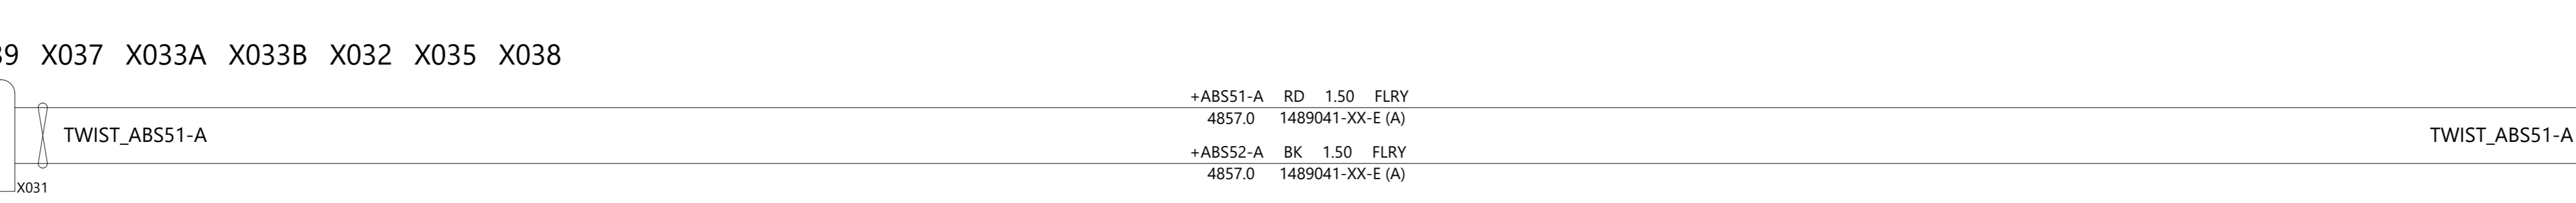 X037 X033A X033B X032 X035 X038
+ABS51-A RD 1.50 FLRY
4857.0 1489041-XX-E (A)
TWIST_ABS51-A TWIST_ABS51-A
+ABS52-A BK 1.50 FLRY
4857.0 1489041-XX-E (A)
X031